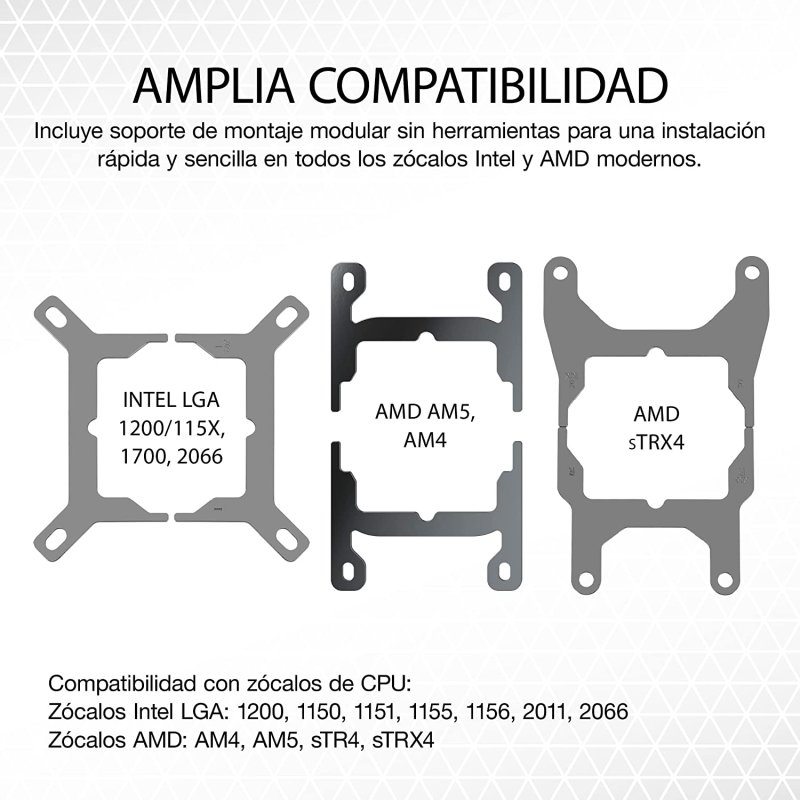 AMPLIA COMPATIBILIDAD
Incluye soporte de montaje modular sin herramientas para una instalación
rápida y sencilla en todos los zócalos Intel y AMD modernos.
INTEL LGA
1200/115X,
1700, 2066
AMD AM5,
AM4
AMD
sTRX4
Compatibilidad con zócalos de CPU:
Zócalos Intel LGA: 1200, 1150, 1151, 1155, 1156, 2011, 2066
Zócalos AMD: AM4, AM5, sTR4, sTRX4